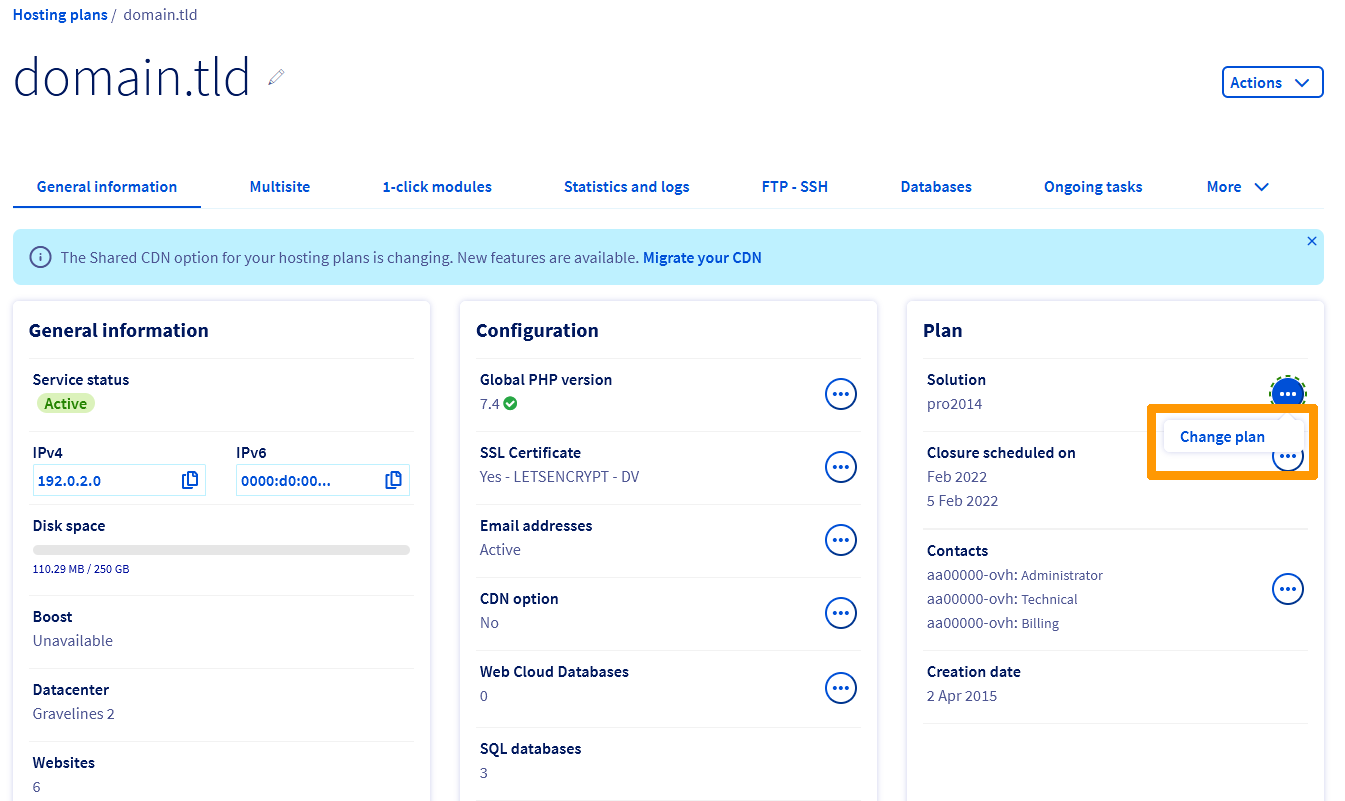 Hosting plans / domain.tld
domain.tld
Actions
General information Multisite 1-click modules Statistics and logs FTP - SSH Databases Ongoing tasks More
The Shared CDN option for your hosting plans is changing. New features are available. Migrate your CDN
General information
Service status
Active
IPv4 IPv6
192.0.2.0 0000:d0:00...
Disk space
110.29 MB / 250 GB
Boost
Unavailable
Datacenter
Gravelines 2
Websites
6
Configuration
Global PHP version
7.4
SSL Certificate
Yes - LETSENCRYPT - DV
Email addresses
Active
CDN option
No
Web Cloud Databases
0
SQL databases
3
Plan
Solution
pro2014
Change plan
Closure scheduled on
Feb 2022
5 Feb 2022
Contacts
aa00000-ovh: Administrator
aa00000-ovh: Technical
aa00000-ovh: Billing
Creation date
2 Apr 2015